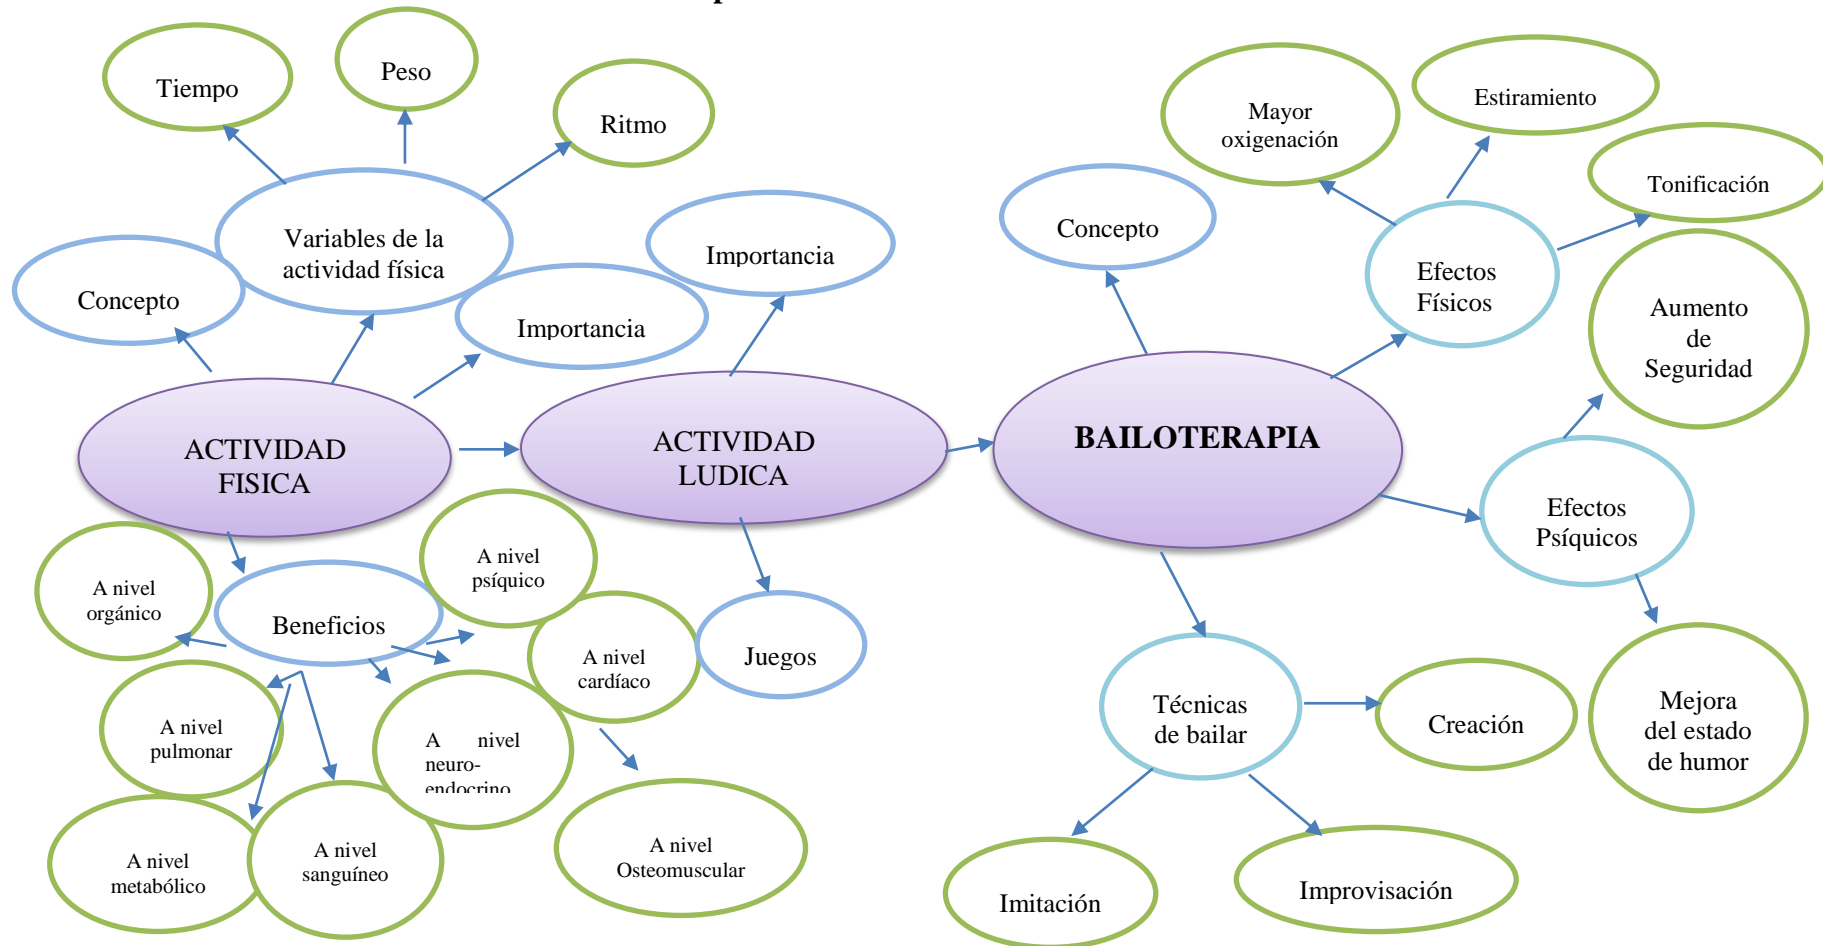 Tiempo
Peso
Ritmo
Variables de la
actividad física
Concepto
Importancia
Importancia
ACTIVIDAD
FISICA
ACTIVIDAD
LUDICA
Beneficios
A nivel
orgánico
A nivel
psíquico
A nivel
cardíaco
A nivel
pulmonar
A nivel
neuro-
endocrino
A nivel
metabólico
A nivel
sanguíneo
A nivel
Osteomuscular
Juegos
BAILOTERAPIA
Concepto
Mayor
oxigenación
Estiramiento
Tonificación
Efectos
Físicos
Aumento
de
Seguridad
Efectos
Psíquicos
Mejora
del estado
de humor
Técnicas
de bailar
Creación
Imitación
Improvisación